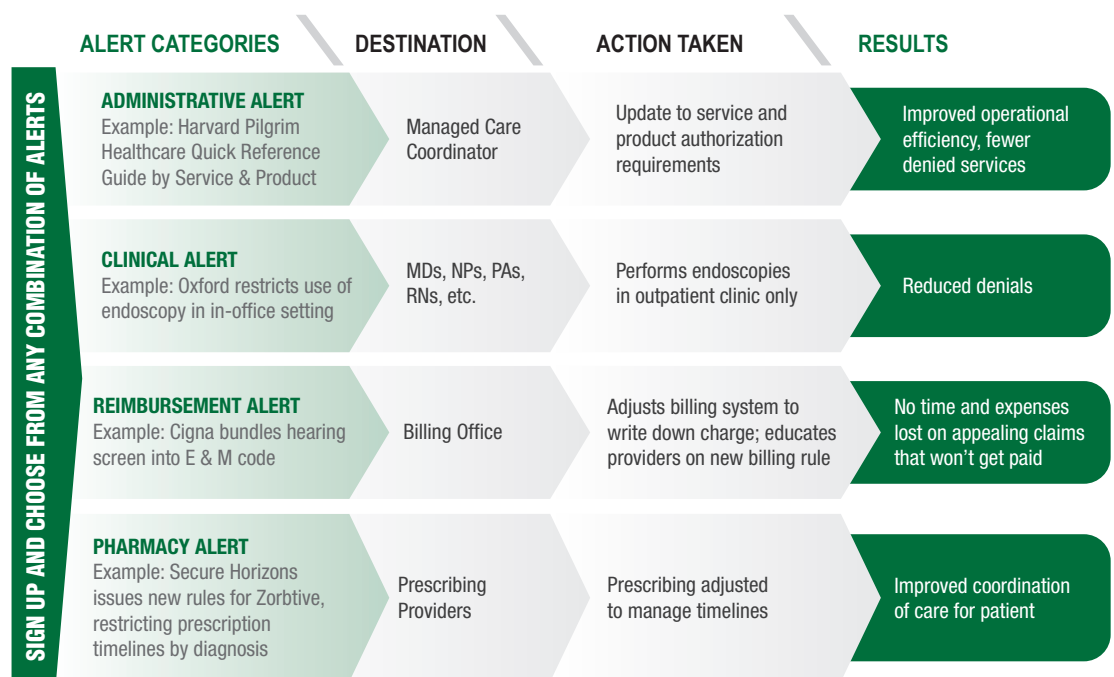 ALERT CATEGORIES
DESTINATION
ACTION TAKEN
RESULTS
SIGN UP AND CHOOSE FROM ANY COMBINATION OF ALERTS
ADMINISTRATIVE ALERT
Example: Harvard Pilgrim
Healthcare Quick Reference
Guide by Service & Product
Managed Care
Coordinator
Update to service and
product authorization
requirements
Improved operational
efficiency, fewer
denied services
CLINICAL ALERT
Example: Oxford restricts use of
endoscopy in in-office setting
MDs, NPs, PAs,
RNs, etc.
Performs endoscopies
in outpatient clinic only
Reduced denials
REIMBURSEMENT ALERT
Example: Cigna bundles hearing
screen into E & M code
Billing Office
Adjusts billing system to
write down charge; educates
providers on new billing rule
No time and expenses
lost on appealing claims
that won't get paid
PHARMACY ALERT
Example: Secure Horizons
issues new rules for Zorbtive,
restricting prescription
timelines by diagnosis
Prescribing
Providers
Prescribing adjusted
to manage timelines
Improved coordination
of care for patient